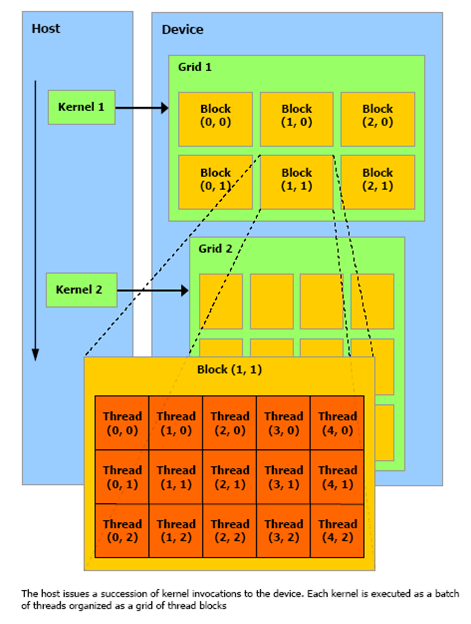 Host
Device
Grid 1
Kernel 1
Block
(0, 0)
Block
(1, 0)
Block
(2, 0)
Block
(0, 1)
Block
(1, 1)
Block
(2, 1)
Grid 2
Kernel 2
Block (1, 1)
Thread
(0, 0)
Thread
(1, 0)
Thread
(2, 0)
Thread
(3, 0)
Thread
(4, 0)
Thread
(0, 1)
Thread
(1, 1)
Thread
(2, 1)
Thread
(3, 1)
Thread
(4, 1)
Thread
(0, 2)
Thread
(1, 2)
Thread
(2, 2)
Thread
(3, 2)
Thread
(4, 2)
The host issues a succession of kernel invocations to the device. Each kernel is executed as a batch
of threads organized as a grid of thread blocks